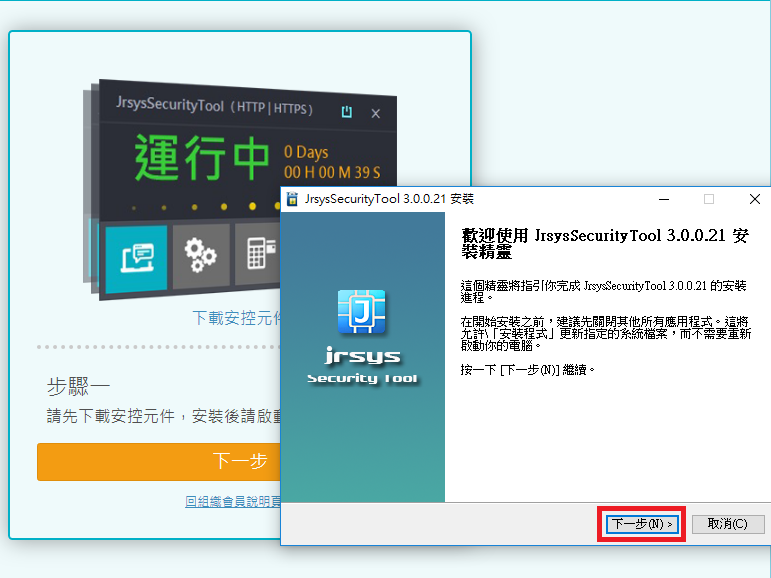 JrsysSecurityTool ( HTTP | HTTPS )
運行中
0 Days
00 H 00 M 39 S
下載安控元件
步驟一
請先下載安控元件，安裝後請啟動
下一步
回組織會員說明頁
JrsysSecurityTool 3.0.0.21 安裝
jrsys
Security Tool
歡迎使用 JrsysSecurityTool 3.0.0.21 安
裝精靈
這個精靈將指引你完成 JrsysSecurityTool 3.0.0.21 的安裝
進程。
在開始安裝之前，建議先關閉其他所有應用程式。這將
允許\「安裝程式」更新指定的系統檔案，而不需要重新
啟動你的電腦。
按一下 [下一步(N)] 繼續。
下一步(N) >
取消(C)